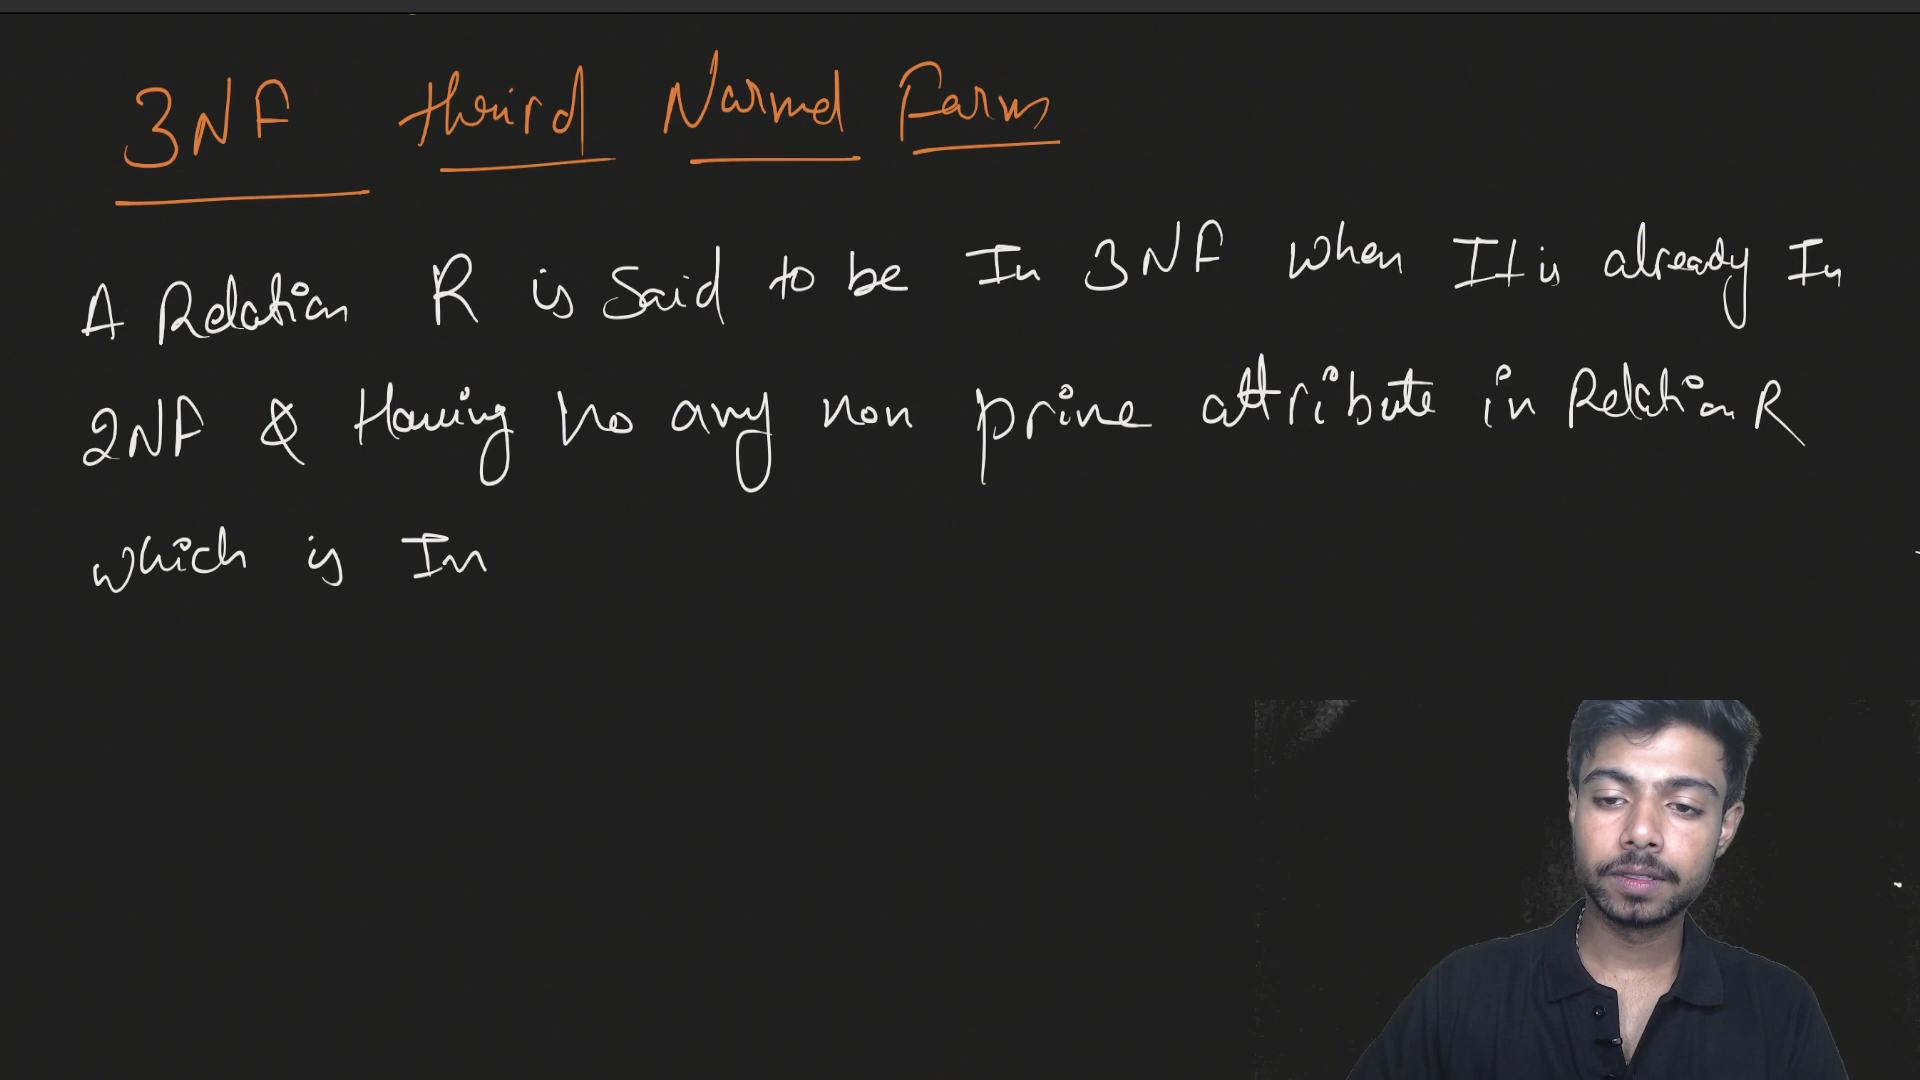 3NF third Normal Form
A Relation R is Said to be In 3NF when It is already In
2NF & Having no any non prime attribute in Relation R
which is In